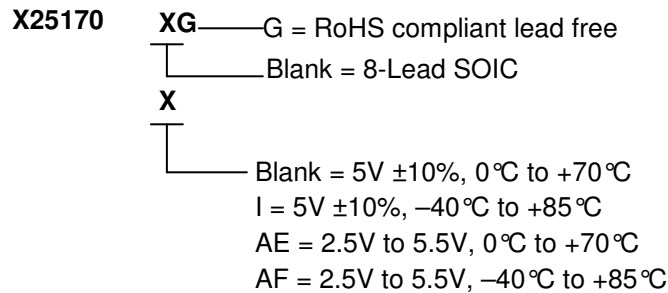 X25170 XG G = RoHS compliant lead free
Blank = 8-Lead SOIC
X
Blank = 5V ±10%, 0°C to +70°C
I = 5V ±10%, –40°C to +85°C
AE = 2.5V to 5.5V, 0°C to +70°C
AF = 2.5V to 5.5V, –40°C to +85°C